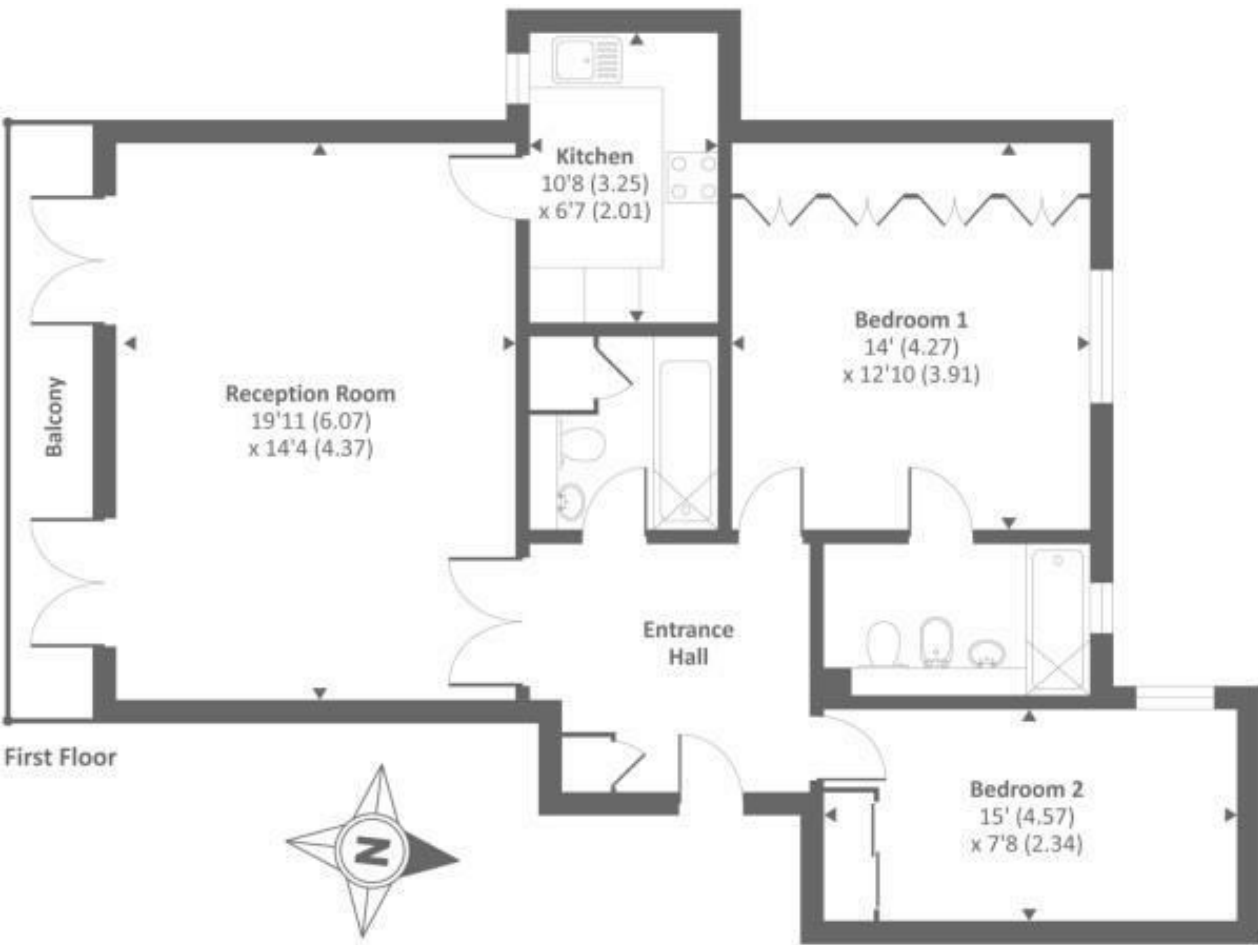 Kitchen
10'8 (3.25)
x 6'7 (2.01)
Bedroom 1
14' (4.27)
x 12'10 (3.91)
Reception Room
19'11 (6.07)
x 14'4 (4.37)
Balcony
Entrance
Hall
First Floor
Bedroom 2
15' (4.57)
x 7'8 (2.34)
N